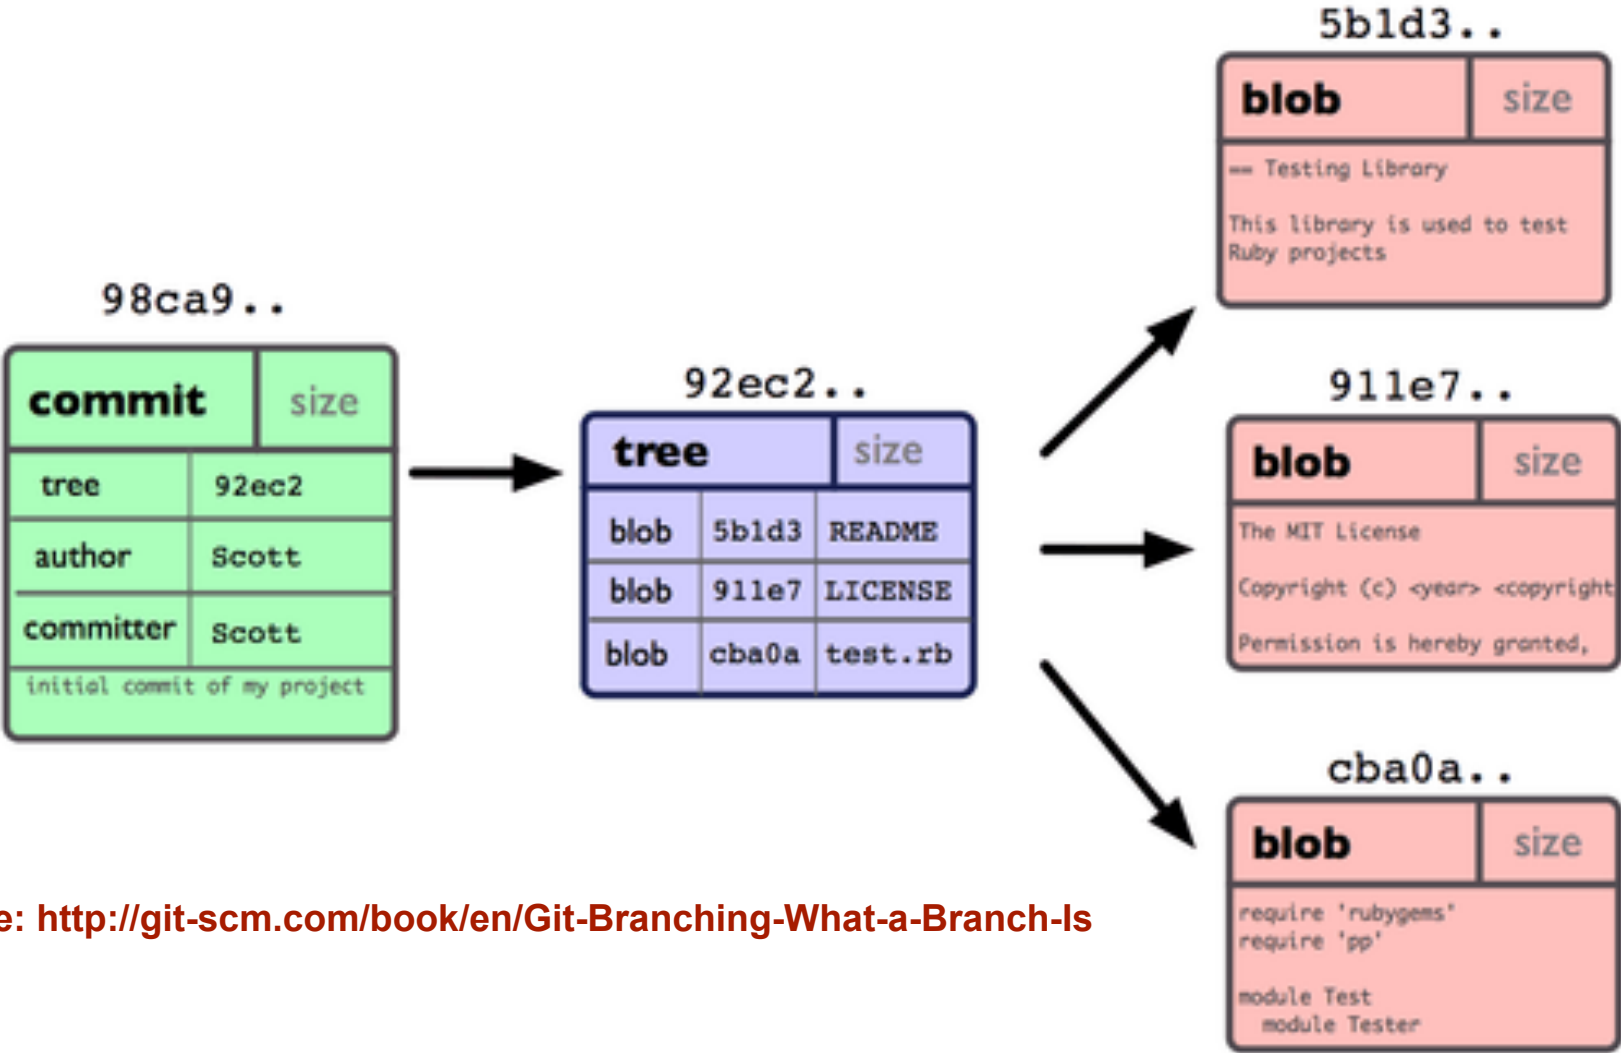 98ca9..
commit size
tree 92ec2
author Scott
committer Scott
initial commit of my project
92ec2..
tree size
blob 5b1d3 README
blob 911e7 LICENSE
blob cba0a test.rb
5b1d3..
blob size
== Testing Library
This library is used to test
Ruby projects
911e7..
blob size
The MIT License
Copyright (c) <year> <copyright
Permission is hereby granted,
cba0a..
blob size
require 'rubygems'
require 'pp'
module Test
module Tester
e: http://git-scm.com/book/en/Git-Branching-What-a-Branch-Is